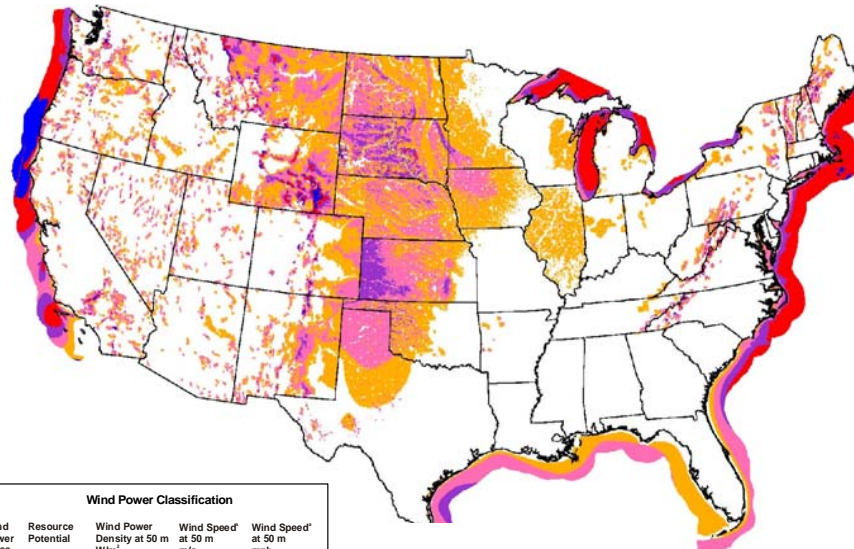 Wind Power Classification
Resource Wind Power Wind Speed* Wind Speed*
Potential Density at 50 m at 50 m at 50 m